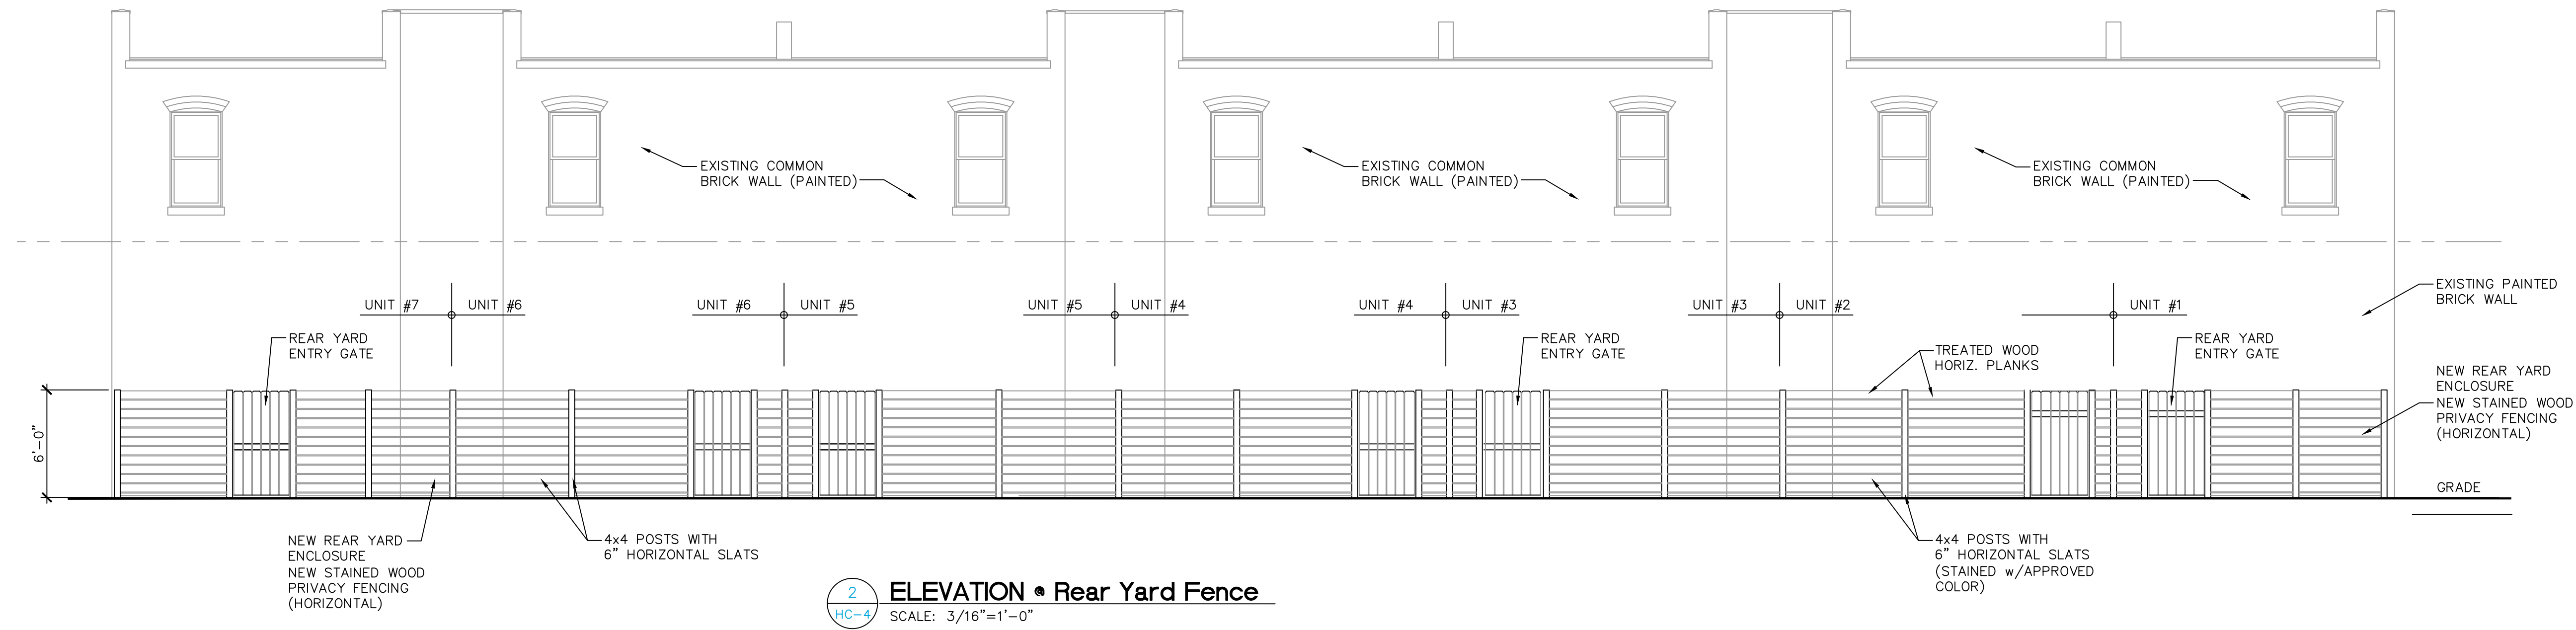 EXISTING COMMON
BRICK WALL (PAINTED)
EXISTING COMMON
BRICK WALL (PAINTED)
EXISTING COMMON
BRICK WALL (PAINTED)
UNIT #7
UNIT #6
UNIT #6
UNIT #5
UNIT #5
UNIT #4
UNIT #4
UNIT #3
UNIT #3
UNIT #2
UNIT #1
EXISTING PAINTED
BRICK WALL
REAR YARD
ENTRY GATE
REAR YARD
ENTRY GATE
TREATED WOOD
HORIZ. PLANKS
REAR YARD
ENTRY GATE
NEW REAR YARD
ENCLOSURE
NEW STAINED WOOD
PRIVACY FENCING
(HORIZONTAL)
6'-0"
GRADE
NEW REAR YARD
ENCLOSURE
NEW STAINED WOOD
PRIVACY FENCING
(HORIZONTAL)
4x4 POSTS WITH
6" HORIZONTAL SLATS
4x4 POSTS WITH
6" HORIZONTAL SLATS
(STAINED w/APPROVED
COLOR)
2
HC-4
ELEVATION @ Rear Yard Fence
SCALE: 3/16"=1'-0"